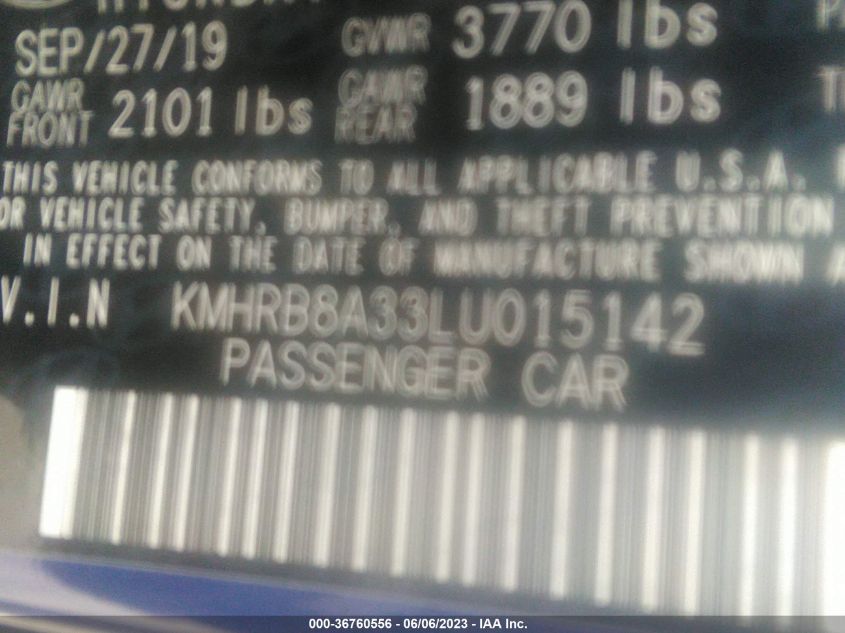 SEP/27/19 GVWR 3770 lbs
GAWR FRONT 2101 lbs GAWR REAR 1889 lbs
THIS VEHICLE CONFORMS TO ALL APPLICABLE U.S.A.
OR VEHICLE SAFETY, BUMPER, AND THEFT PREVENTION
IN EFFECT ON THE DATE OF MANUFACTURE SHOWN
V.I.N KMHRB8A33LU015142
PASSENGER CAR
000-36760556 - 06/06/2023 - IAA Inc.